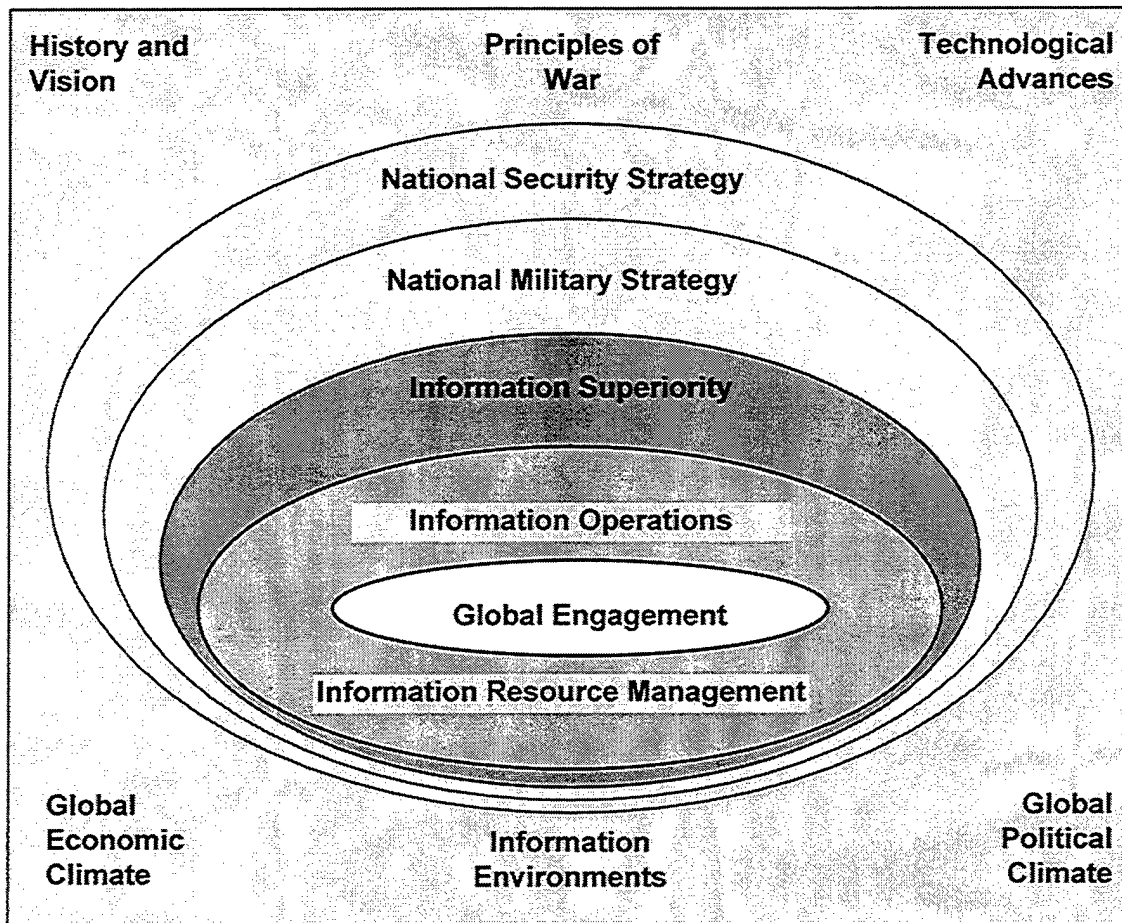 History and
Vision
Principles of
War
Technological
Advances
National Security Strategy
National Military Strategy
Information Superiority
Information Operations
Global Engagement
Information Resource Management
Global
Economic
Climate
Information
Environments
Global
Political
Climate